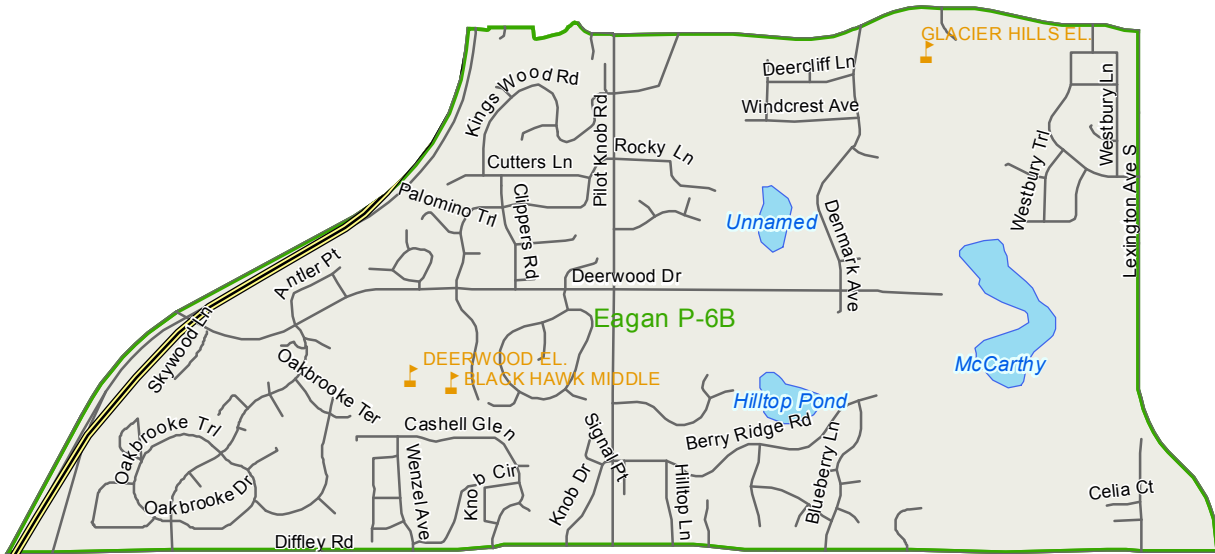 GLACIER HILLS EL.
Deercliff Ln
Kings Wood Rd
Westbury Ln
Windcrest Ave
Pilot Knob Rd
Rocky Ln
Cutters Ln
Westbury Trl
Lexington Ave S
Palomino Trl
Clippers Rd
Unnamed
Denmark Ave
Antler Pt
Deerwood Dr
Eagan P-6B
Skywood Ln
DEERWOOD EL.
BLACK HAWK MIDDLE
McCarthy
Oakbrooke Ter
Hilltop Pond
Oakbrooke Trl
Cashell Glen
Signal Pt
Berry Ridge Rd
Blueberry Ln
Wenzel Ave
Knob Cir
Knob Dr
Hilltop Ln
Oakbrooke Dr
Celia Ct
Diffley Rd